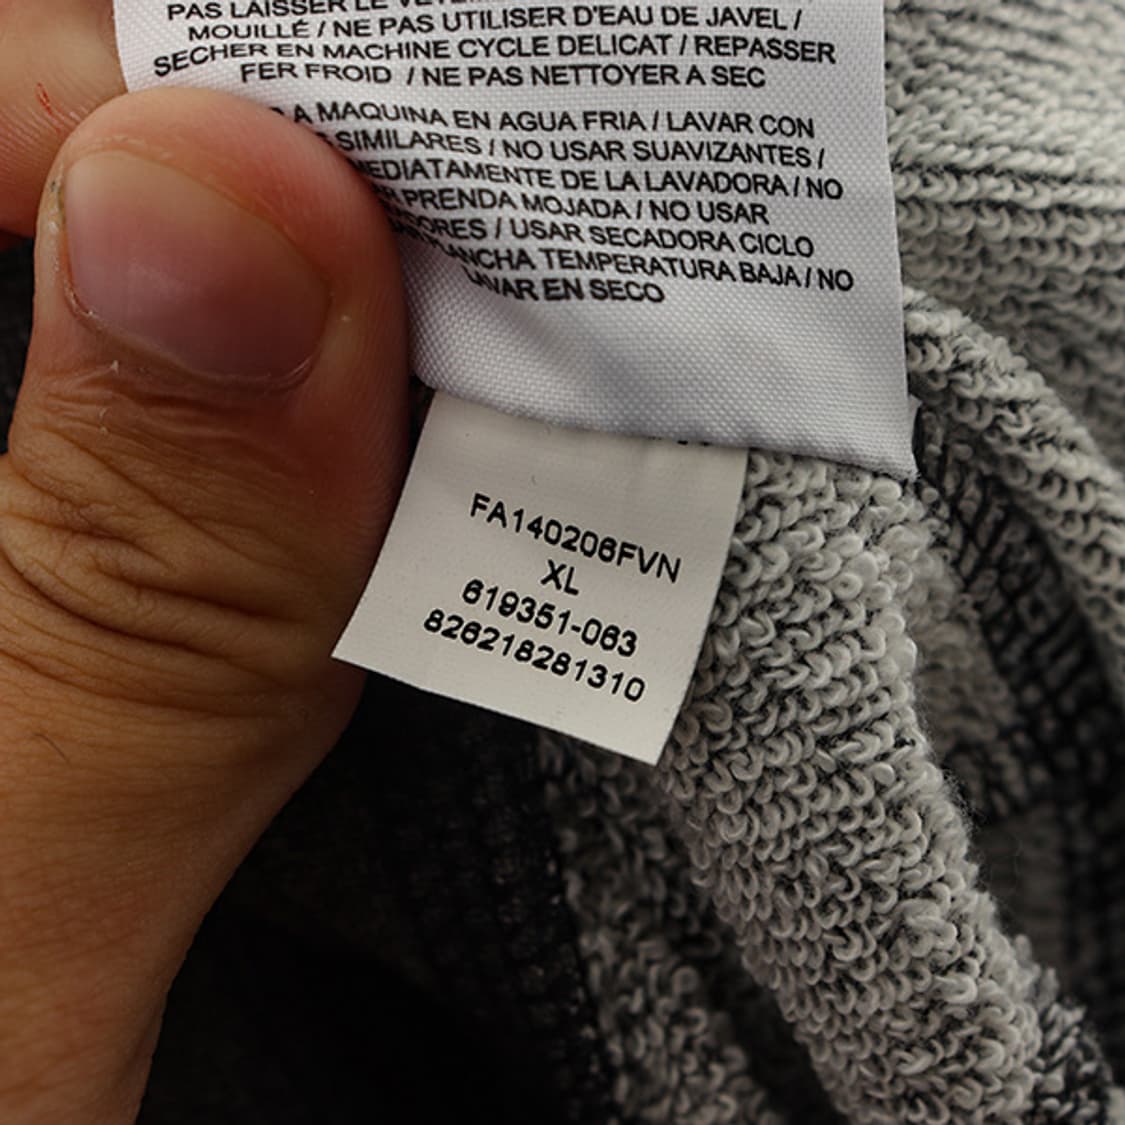 PAS LAISSER LE
MOUILLÉ / NE PAS UTILISER D'EAU DE JAVEL /
SECHER EN MACHINE CYCLE DELICAT / REPASSER
FER FROID / NE PAS NETTOYER A SEC
A MAQUINA EN AGUA FRIA / LAVAR CON
SIMILARES / NO USAR SUAVIZANTES /
MEDIATAMENTE DE LA LAVADORA / NO
PRENDA MOJADA / NO USAR
ORES / USAR SECADORA CICLO
PLANCHA TEMPERATURA BAJA / NO
LAVAR EN SECO
FA140206FVN
XL
619351-063
826218281310